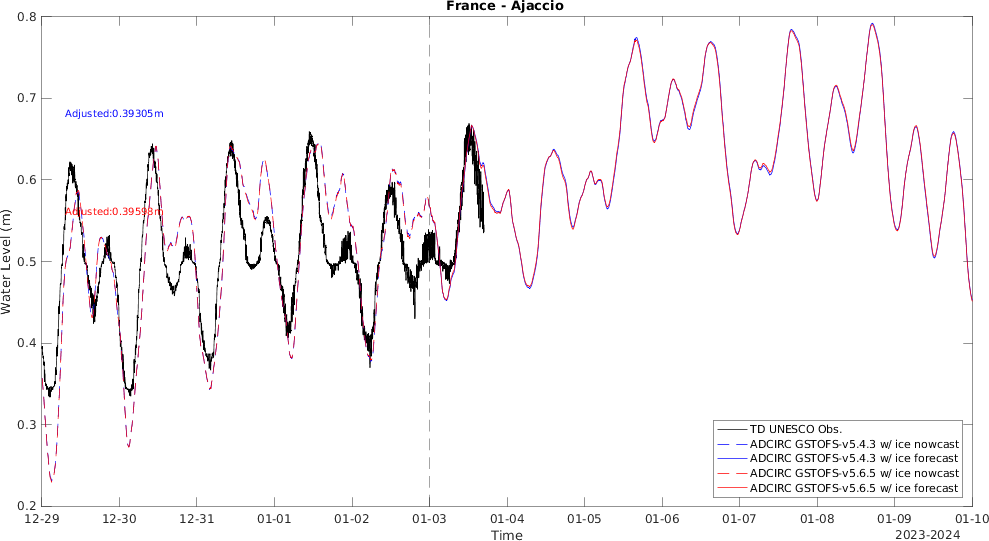 France - Ajaccio
0.8
0.7
0.6
0.5
0.4
0.3
0.2
Water Level (m)
Adjusted:0.39305m
Adjusted:0.39593m
TD UNESCO Obs.
ADCIRC GSTOFS-v5.4.3 w/ ice nowcast
ADCIRC GSTOFS-v5.4.3 w/ ice forecast
ADCIRC GSTOFS-v5.6.5 w/ ice nowcast
ADCIRC GSTOFS-v5.6.5 w/ ice forecast
12-29 12-30 12-31 01-01 01-02 01-03 01-04 01-05 01-06 01-07 01-08 01-09 01-10
Time
2023-2024